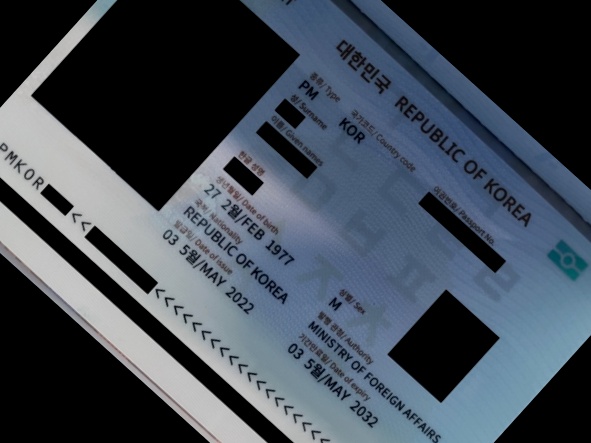 대한민국 REPUBLIC OF KOREA
종류/Type
PM
국가코드/Country code
KOR
여권번호/Passport No.
성/Surname
이름/Given names
한글성명
생년월일/Date of birth
27 2월/FEB 1977
성별/Sex
M
국적/Nationality
REPUBLIC OF KOREA
발행관청/Authority
MINISTRY OF FOREIGN AFFAIRS
발급일/Date of issue
03 5월/MAY 2022
기간만료일/Date of expiry
03 5월/MAY 2032
PMKOR <<  <<<<<<<<<<<<<<<<<<